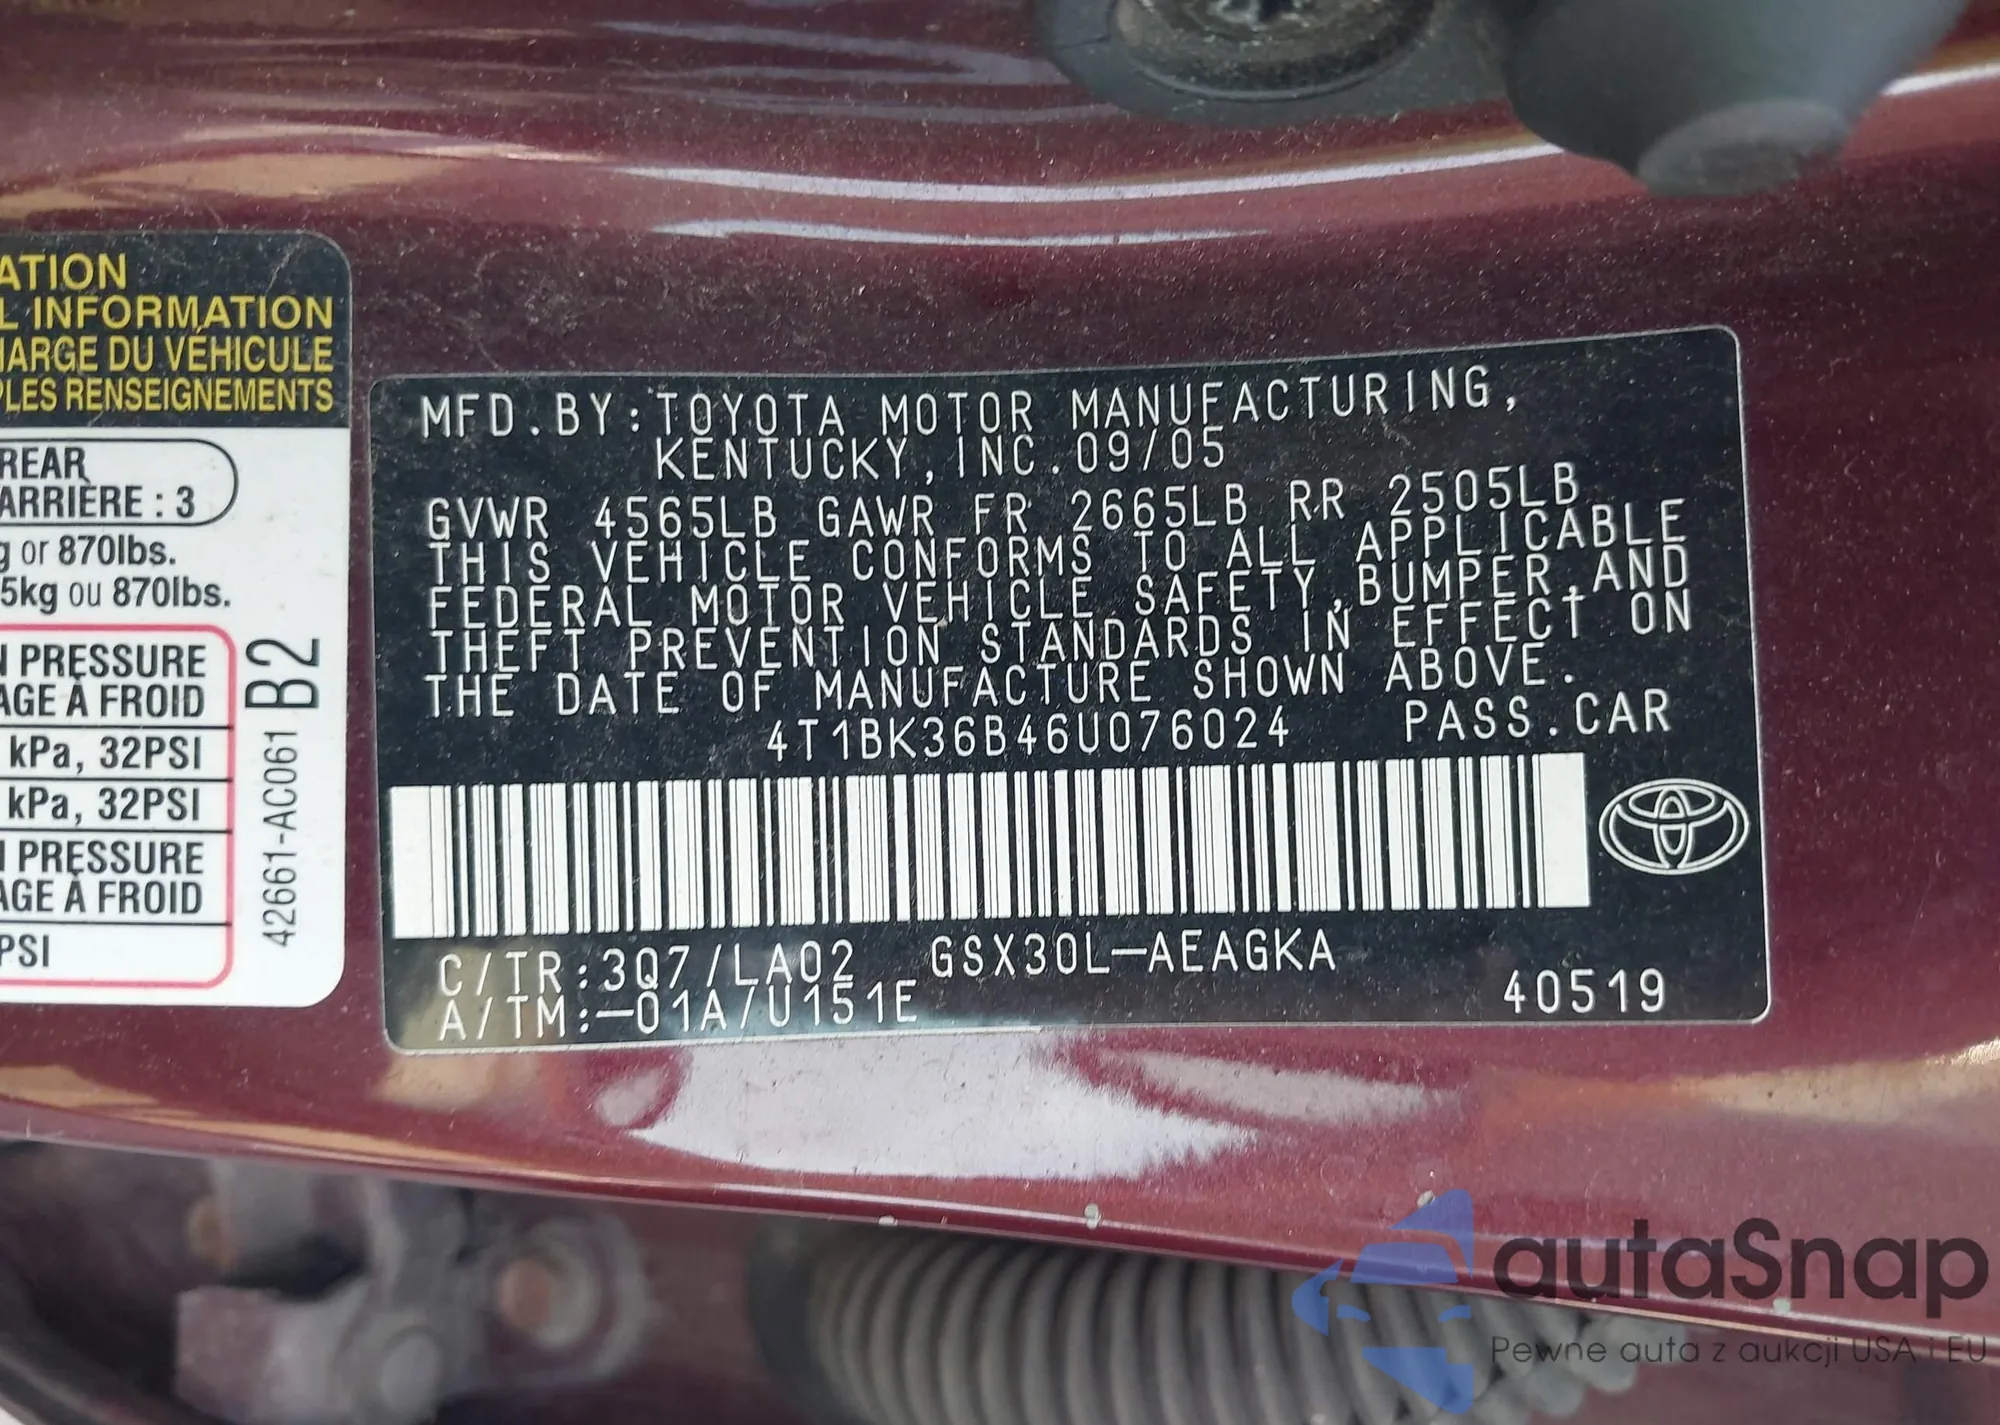 ATION
L INFORMATION
HARGE DU VÉHICULE
PLES RENSEIGNEMENTS
REAR
ARRIÈRE : 3
g or 870lbs.
5kg ou 870lbs.
N PRESSURE
AGE À FROID
kPa, 32PSI
kPa, 32PSI
N PRESSURE
AGE À FROID
PSI
42661-AC061 B2
MFD.BY:TOYOTA MOTOR MANUFACTURING,
KENTUCKY,INC.09/05
GVWR 4565LB GAWR FR 2665LB RR 2505LB
THIS VEHICLE CONFORMS TO ALL APPLICABLE
FEDERAL MOTOR VEHICLE SAFETY,BUMPER,AND
THEFT PREVENTION STANDARDS IN EFFECT ON
THE DATE OF MANUFACTURE SHOWN ABOVE.
4T1BK36B46U076024 PASS.CAR
C/TR:3Q7/LA02 GSX30L-AEAGKA
A/TM:-01A/U151E 40519
autaSnap
Pewne auta z aukcji USA i EU